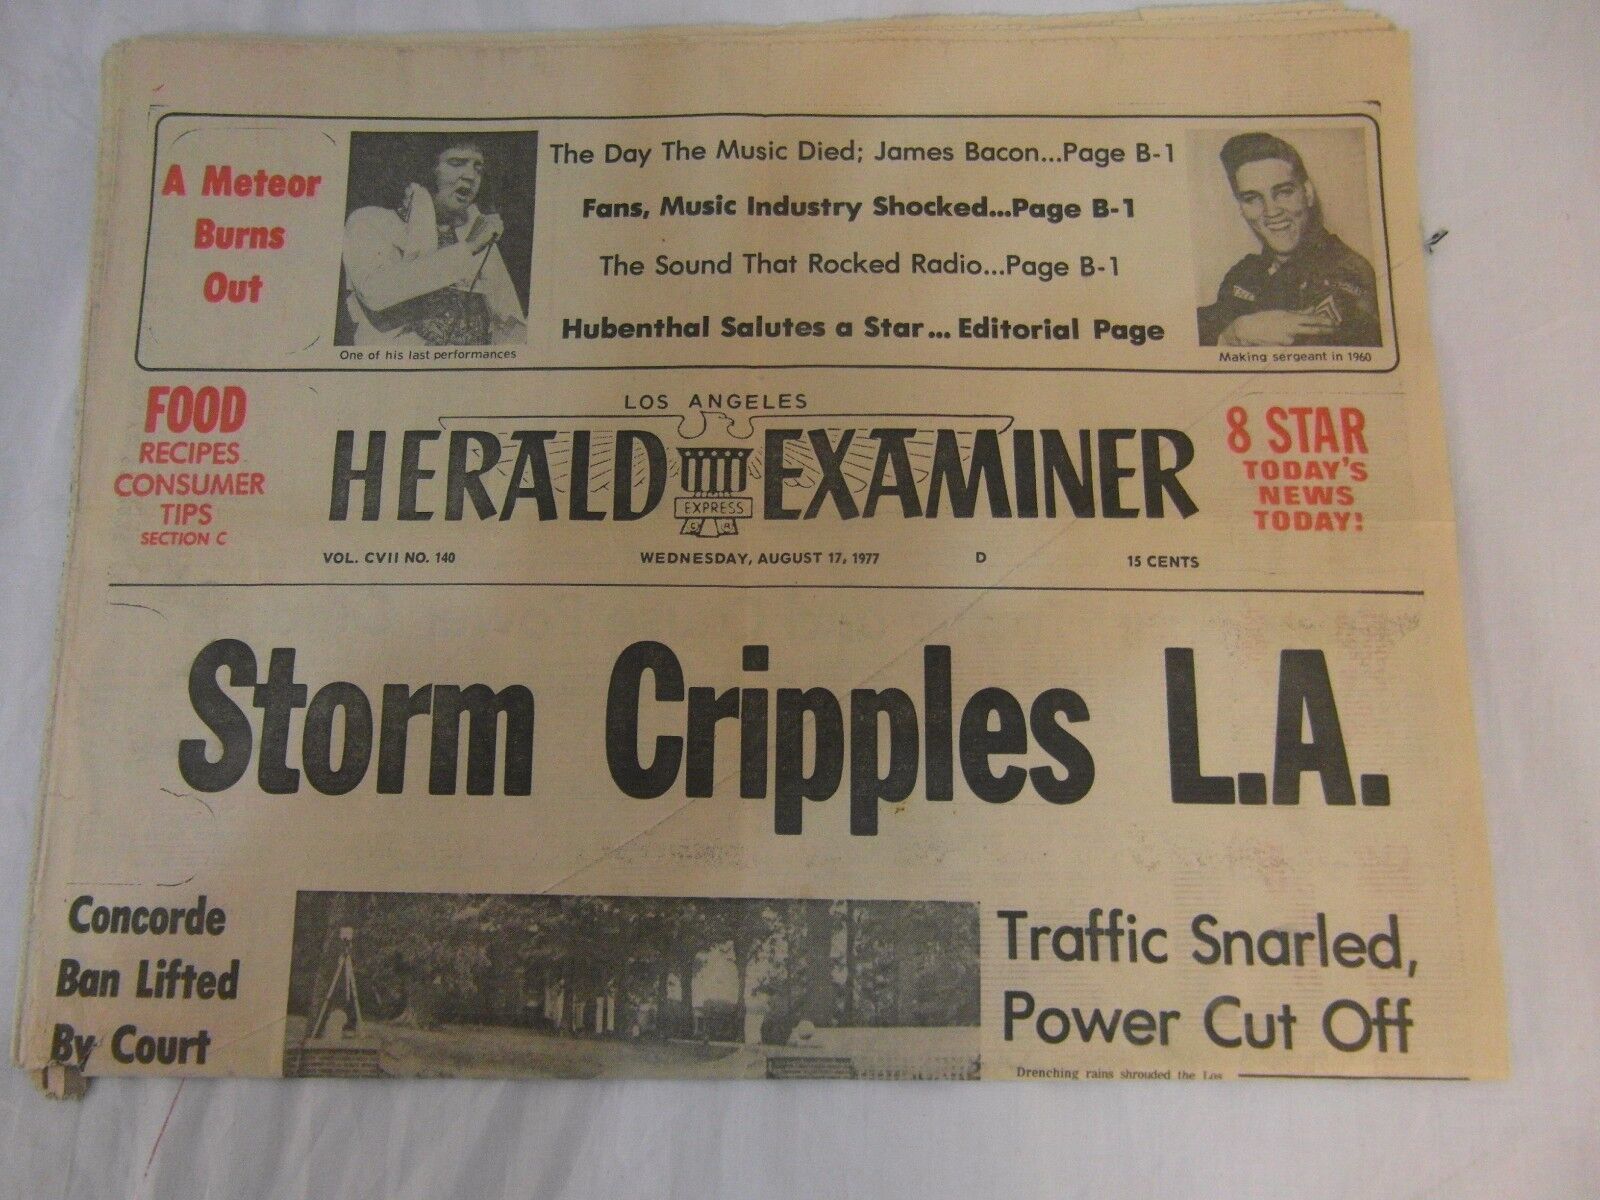 A Meteor
Burns
Out
One of his last performances
The Day The Music Died; James Bacon...Page B-1
Fans, Music Industry Shocked...Page B-1
The Sound That Rocked Radio...Page B-1
Hubenthal Salutes a Star... Editorial Page
Making sergeant in 1960
FOOD
RECIPES
CONSUMER
TIPS
SECTION C
LOS ANGELES
HERALD EXAMINER
EXPRESS
8 STAR
TODAY'S
NEWS
TODAY!
VOL. CVII NO. 140
WEDNESDAY, AUGUST 17, 1977
D
15 CENTS
Storm Cripples L.A.
Concorde
Ban Lifted
By Court
Traffic Snarled,
Power Cut Off
Drenching rains shrouded the Los